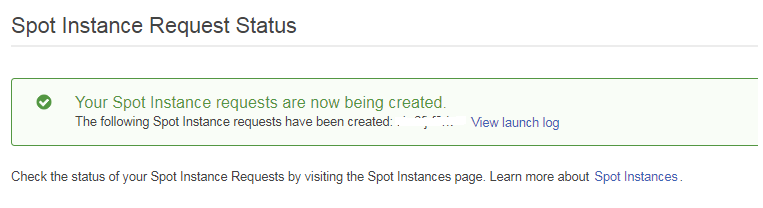 Spot Instance Request Status
Your Spot Instance requests are now being created.
The following Spot Instance requests have been created: View launch log
Check the status of your Spot Instance Requests by visiting the Spot Instances page. Learn more about Spot Instances.